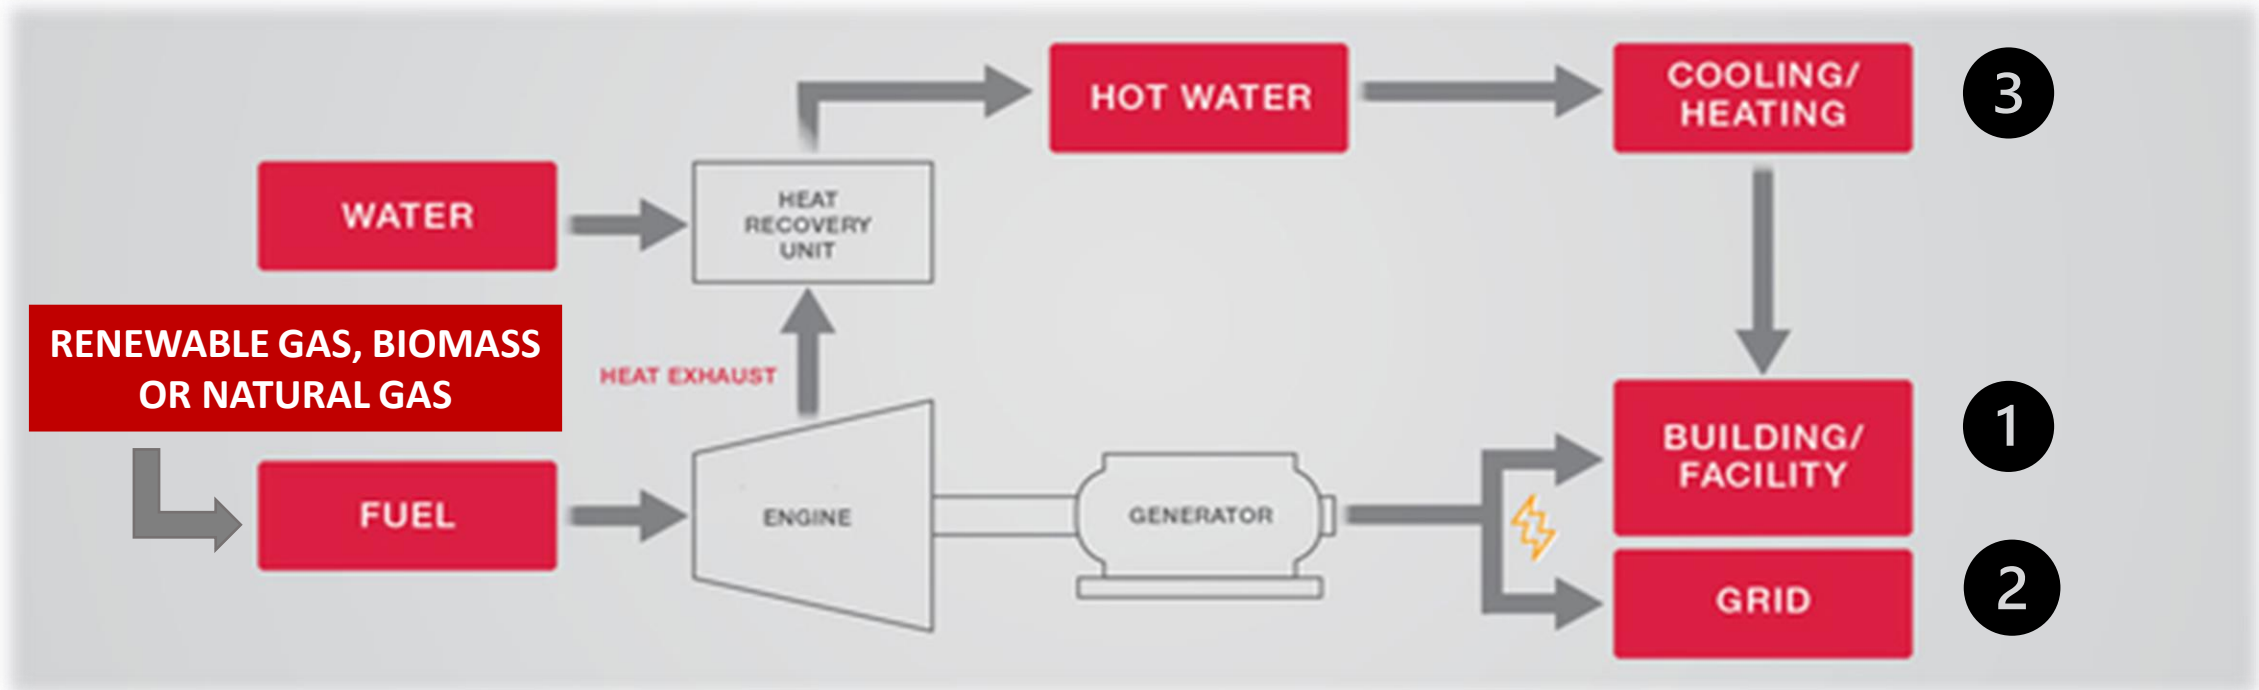 HOT WATER
COOLING/
HEATING
3
WATER
HEAT
RECOVERY
UNIT
RENEWABLE GAS, BIOMASS
OR NATURAL GAS
HEAT EXHAUST
FUEL
ENGINE
GENERATOR
BUILDING/
FACILITY
1
GRID
2